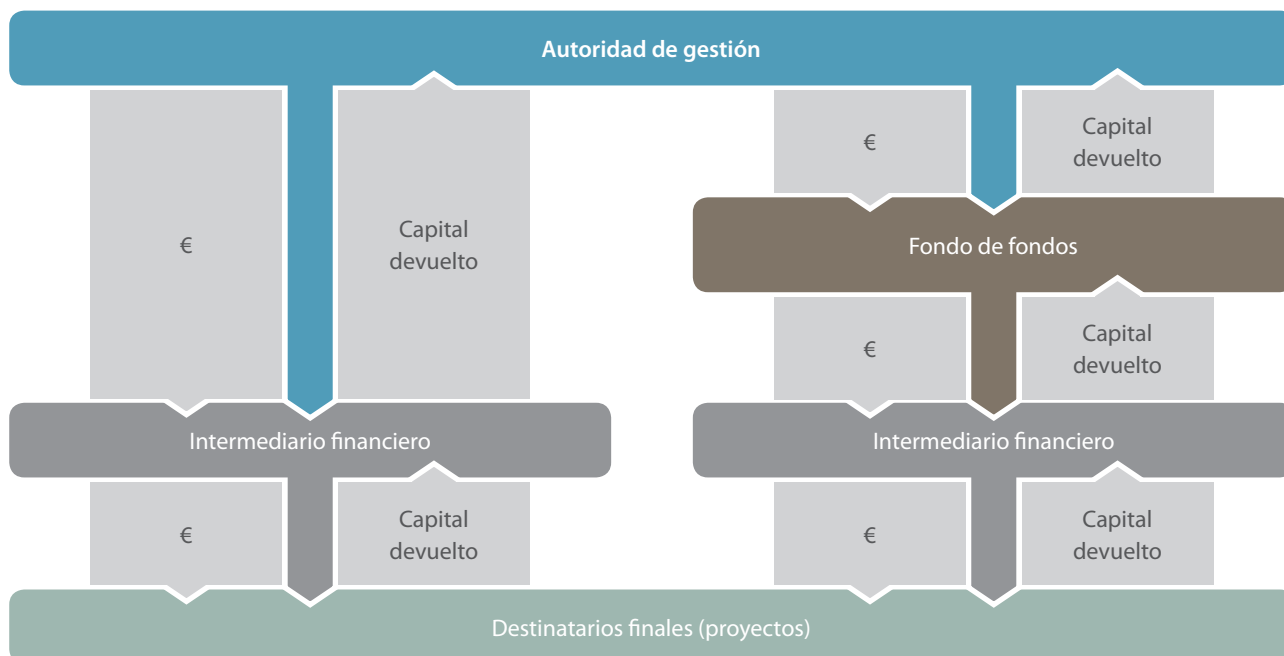 Autoridad de gestión
€
Capital
devuelto
€
Capital
devuelto
Fondo de fondos
€
Capital
devuelto
Intermediario financiero
Intermediario financiero
€
Capital
devuelto
€
Capital
devuelto
Destinatarios finales (proyectos)